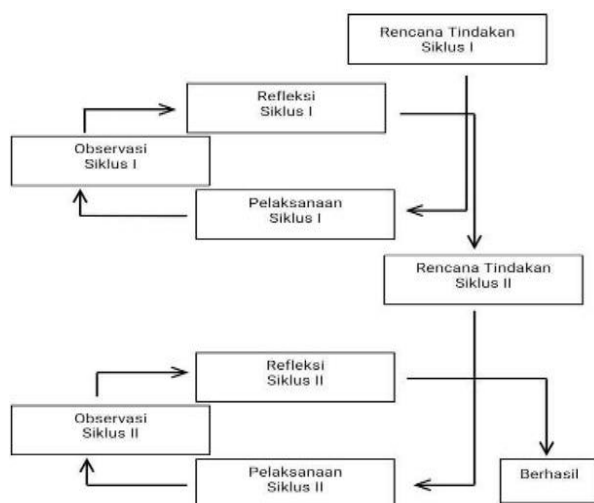 Rencana Tindakan
Siklus I
Refleksi
Siklus I
Observasi
Siklus I
Pelaksanaan
Siklus I
Rencana Tindakan
Siklus II
Refleksi
Siklus II
Observasi
Siklus II
Pelaksanaan
Siklus II
Berhasil